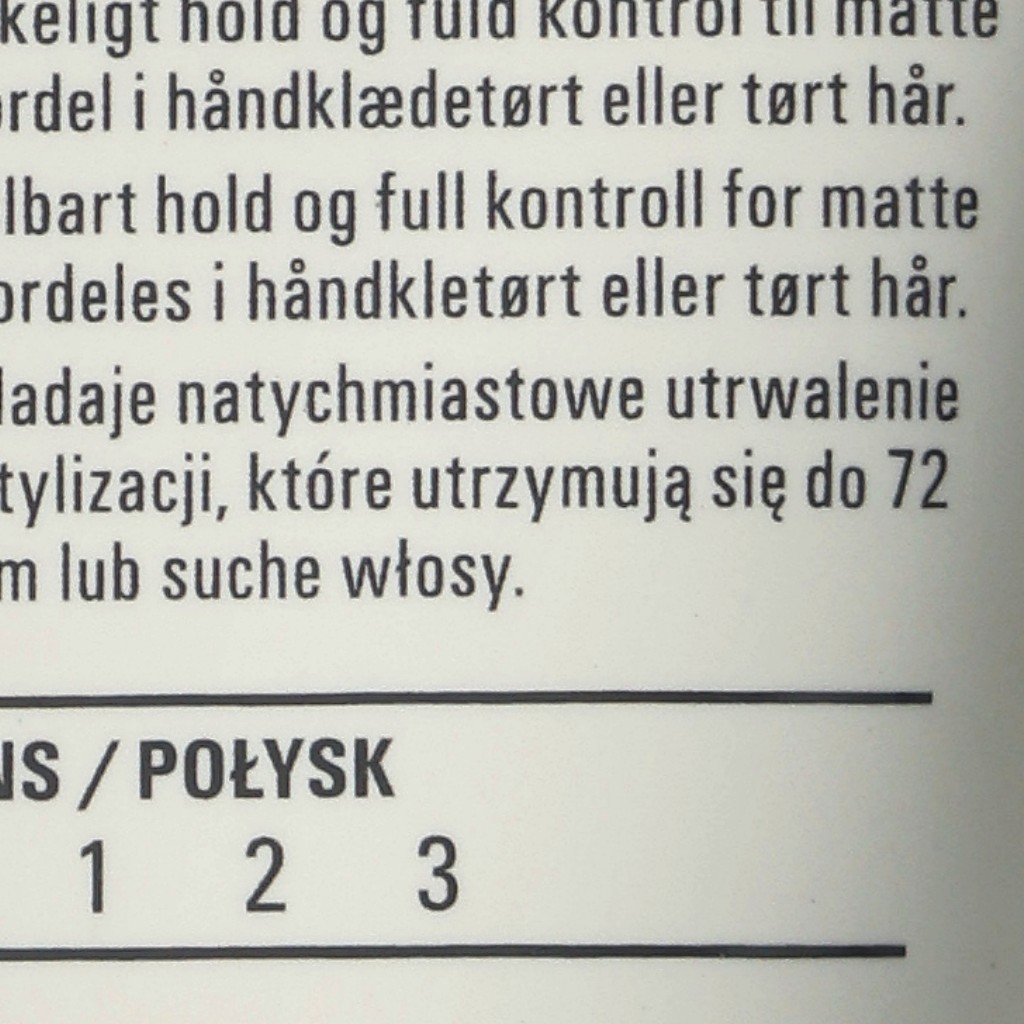 keligt hold og fuld kontrol til matte
rdel i håndklædetørt eller tørt hår.
lbart hold og full kontroll for matte
ordeles i håndkletørt eller tørt hår.
ladaje natychmiastowe utrwalenie
tylizacji, które utrzymują się do 72
m lub suche włosy.
NS / POŁYSK
1 2 3